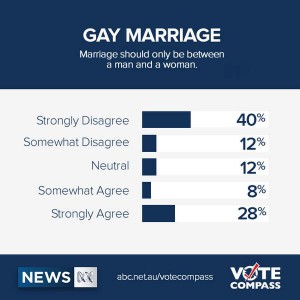 GAY MARRIAGE
Marriage should only be between
a man and a woman.
Strongly Disagree 40%
Somewhat Disagree 12%
Neutral 12%
Somewhat Agree 8%
Strongly Agree 28%
NEWS abc.net.au/votecompass VOTE
COMPASS